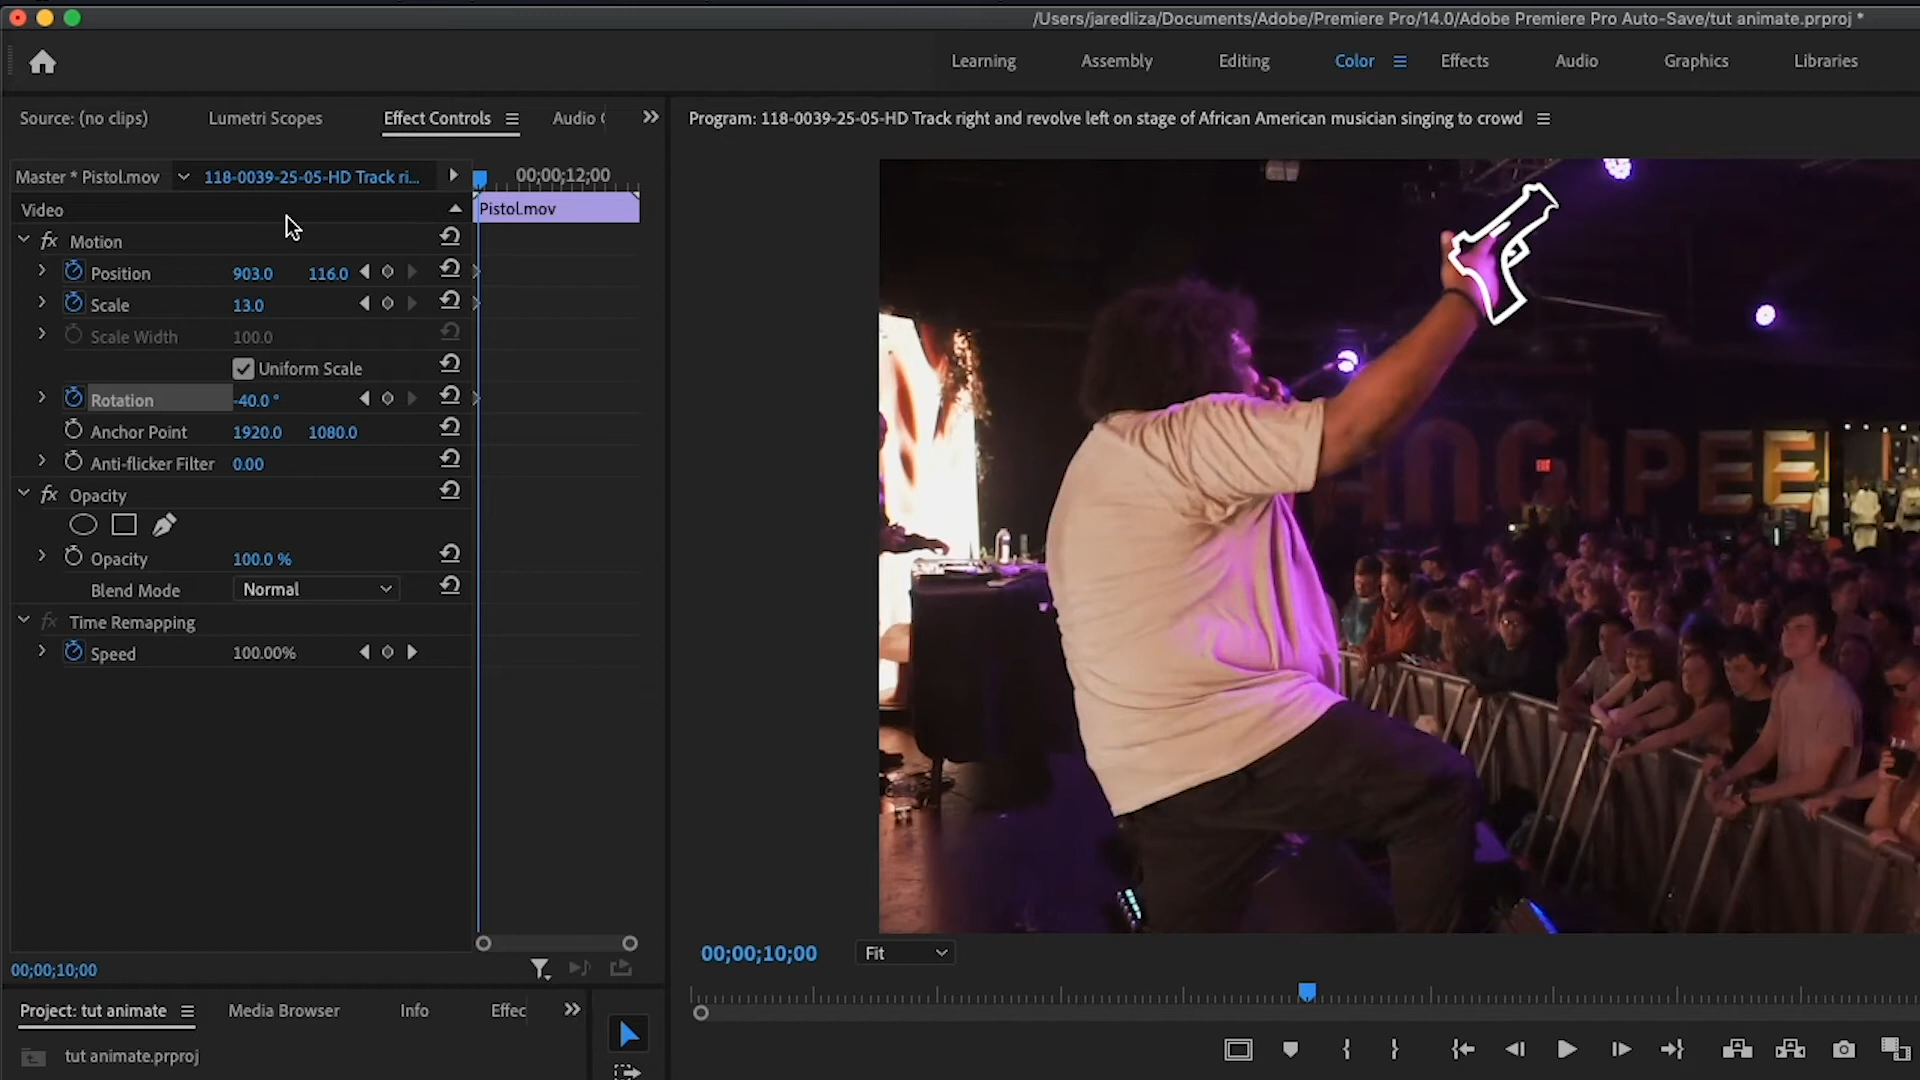 /Users/jaredliza/Documents/Adobe/Premiere Pro/14.0/Adobe Premiere Pro Auto-Save/tut animate.prproj *
Learning Assembly Editing Color Effects Audio Graphics Libraries
Source: (no clips) Lumetri Scopes Effect Controls Audio
Program: 118-0039-25-05-HD Track right and revolve left on stage of African American musician singing to crowd
Master * Pistol.mov 118-0039-25-05-HD Track ri... 00;00;12;00
Video Pistol.mov
fx Motion
Position 903.0 116.0
Scale 13.0
Scale Width 100.0
Uniform Scale
Rotation -40.0 °
Anchor Point 1920.0 1080.0
Anti-flicker Filter 0.00
fx Opacity
Opacity 100.0 %
Blend Mode Normal
fx Time Remapping
Speed 100.00%
00;00;10;00 Fit
00;00;10;00
Project: tut animate Media Browser Info Effec
tut animate.prproj